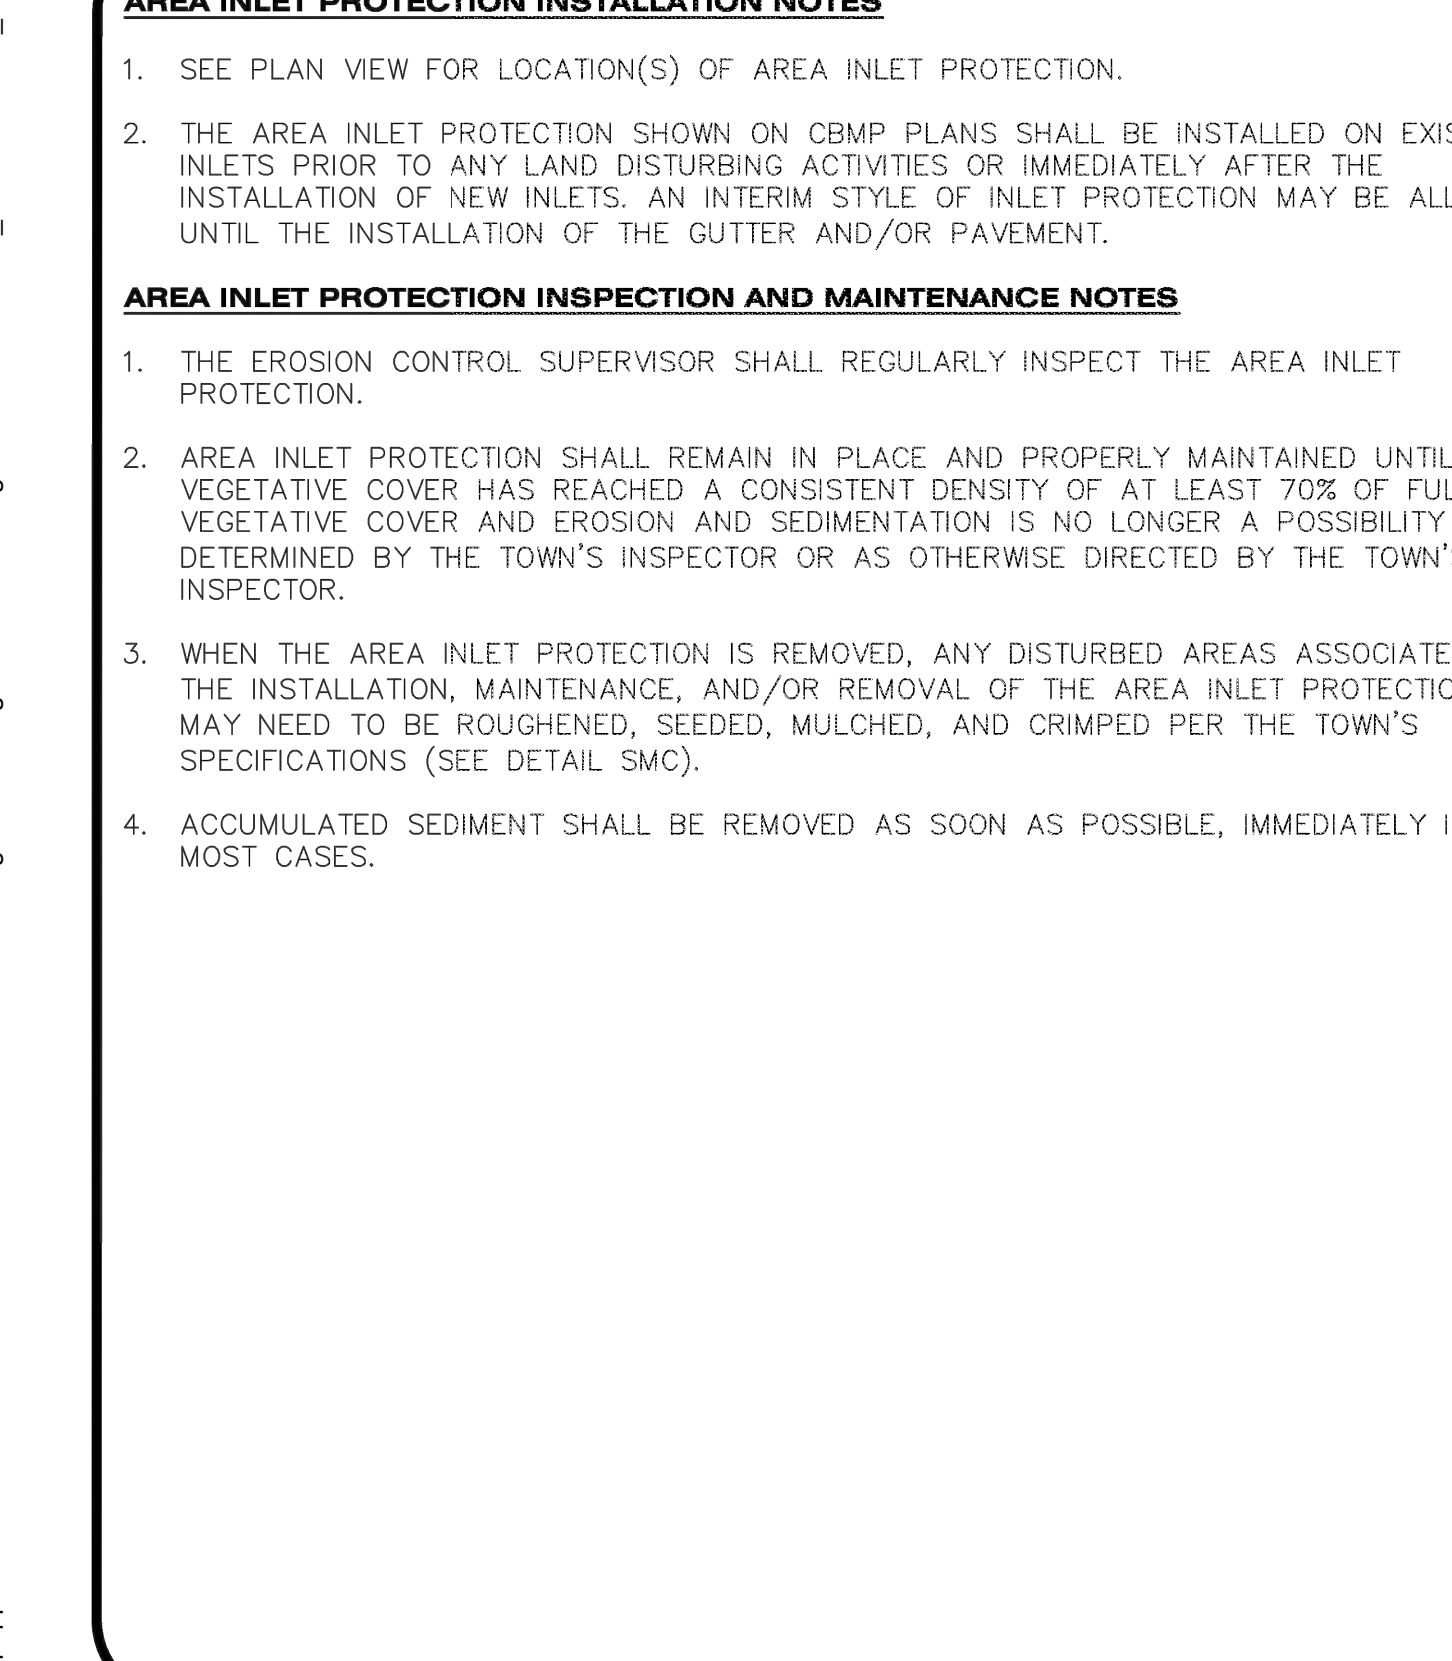 AREA INLET PROTECTION INSTALLATION NOTES
1. SEE PLAN VIEW FOR LOCATION(S) OF AREA INLET PROTECTION.
2. THE AREA INLET PROTECTION SHOWN ON CBMP PLANS SHALL BE INSTALLED ON
INLETS PRIOR TO ANY LAND DISTURBING ACTIVITIES OR IMMEDIATELY AFTER THE
INSTALLATION OF NEW INLETS. AN INTERIM STYLE OF INLET PROTECTION MAY BE
UNTIL THE INSTALLATION OF THE GUTTER AND/OR PAVEMENT.
AREA INLET PROTECTION INSPECTION AND MAINTENANCE NOTES
1. THE EROSION CONTROL SUPERVISOR SHALL REGULARLY INSPECT THE AREA INLET
PROTECTION.
2. AREA INLET PROTECTION SHALL REMAIN IN PLACE AND PROPERLY MAINTAINED UNTIL
VEGETATIVE COVER HAS REACHED A CONSISTENT DENSITY OF AT LEAST 70% OF
VEGETATIVE COVER AND EROSION AND SEDIMENTATION IS NO LONGER A POSSIBILITY
DETERMINED BY THE TOWN'S INSPECTOR OR AS OTHERWISE DIRECTED BY THE
INSPECTOR.
3. WHEN THE AREA INLET PROTECTION IS REMOVED, ANY DISTURBED AREAS
THE INSTALLATION, MAINTENANCE, AND/OR REMOVAL OF THE AREA INLET
MAY NEED TO BE ROUGHENED, SEEDED, MULCHED, AND CRIMPED PER THE TOWN'S
SPECIFICATIONS (SEE DETAIL SMC).
4. ACCUMULATED SEDIMENT SHALL BE REMOVED AS SOON AS POSSIBLE, IMMEDIATELY
MOST CASES.